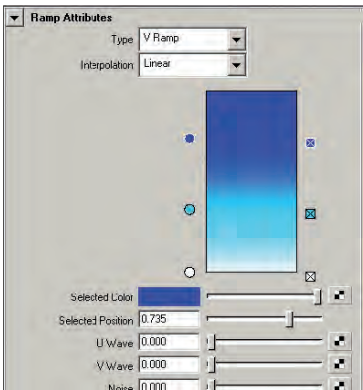 Ramp Attributes
Type V Ramp
Interpolation Linear
Selected Color
Selected Position 0.735
U Wave 0.000
V Wave 0.000
Noise 0.000